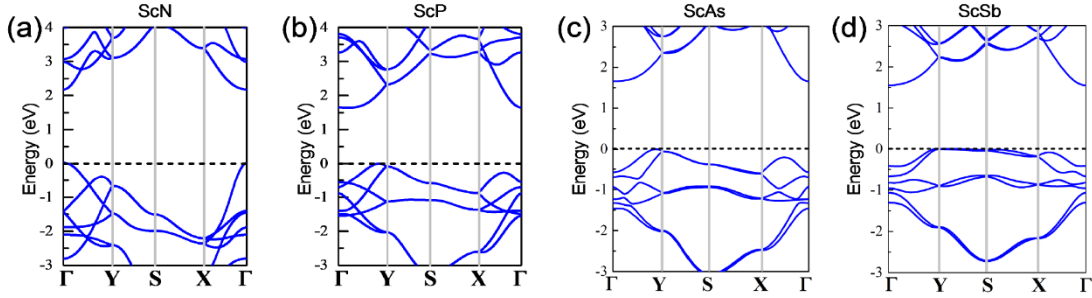 (a) ScN
Energy (eV)
4
3
2
1
0
-1
-2
-3
Γ Y S X Γ
(b) ScP
Energy (eV)
4
3
2
1
0
-1
-2
-3
Γ Y S X Γ
(c) ScAs
Energy (eV)
3
2
1
0
-1
-2
-3
Γ Y S X Γ
(d) ScSb
Energy (eV)
3
2
1
0
-1
-2
-3
Γ Y S X Γ